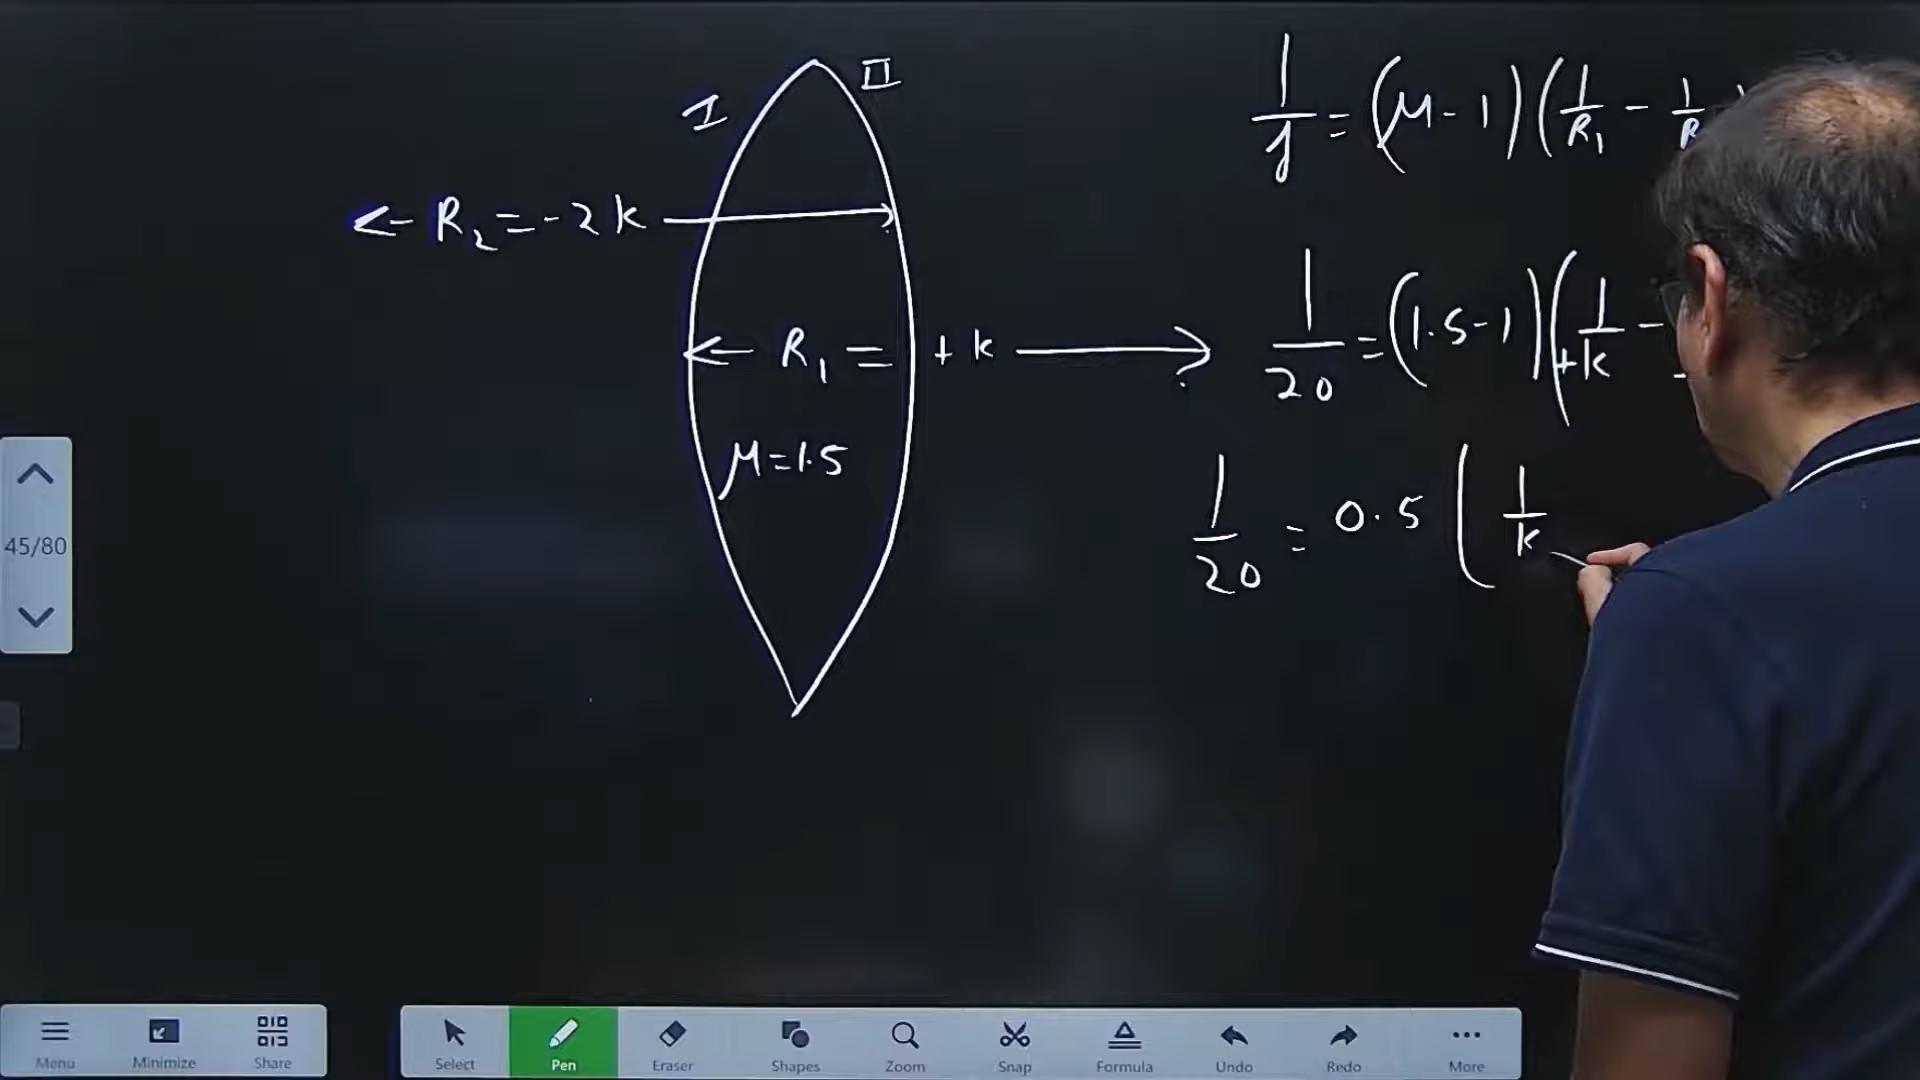 I II
R₂ = -2k
R₁ = + k
μ = 1.5
1/f = (μ - 1)(1/R₁ - 1/R
1/20 = (1.5 - 1)(1/+k -
1/20 = 0.5 ( 1/k
45/80
Menu Minimize Share Select Pen Eraser Shapes Zoom Snap Formula Undo Redo More